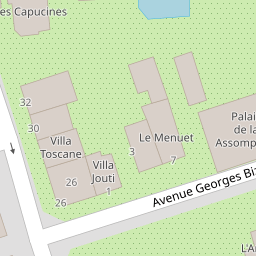 es Capucines
32
30
Villa
Toscane
Le Menuet
Palai
de la
Assomp
3
7
Villa
Jouti
26
1
26
Avenue Georges Bi
L'A